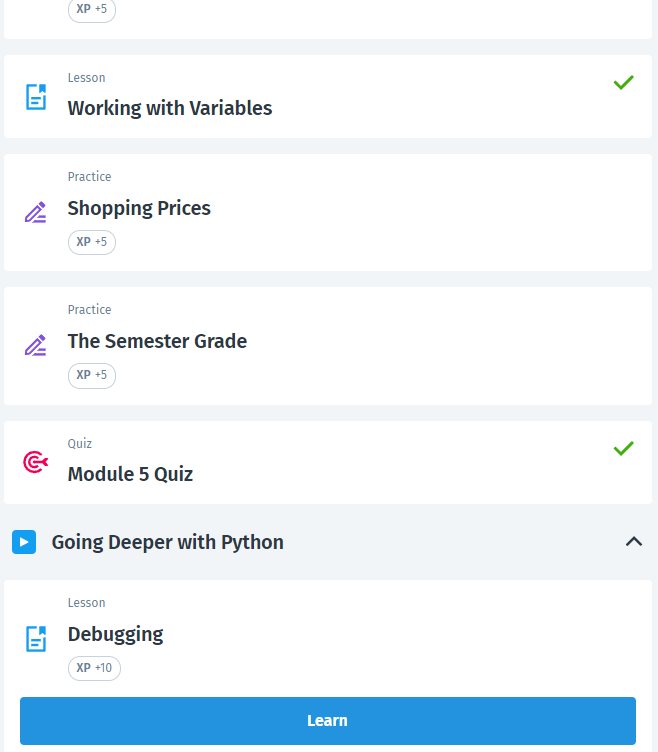 XP +5
Lesson
Working with Variables
Practice
Shopping Prices
XP +5
Practice
The Semester Grade
XP +5
Quiz
Module 5 Quiz
Going Deeper with Python
Lesson
Debugging
XP +10
Learn